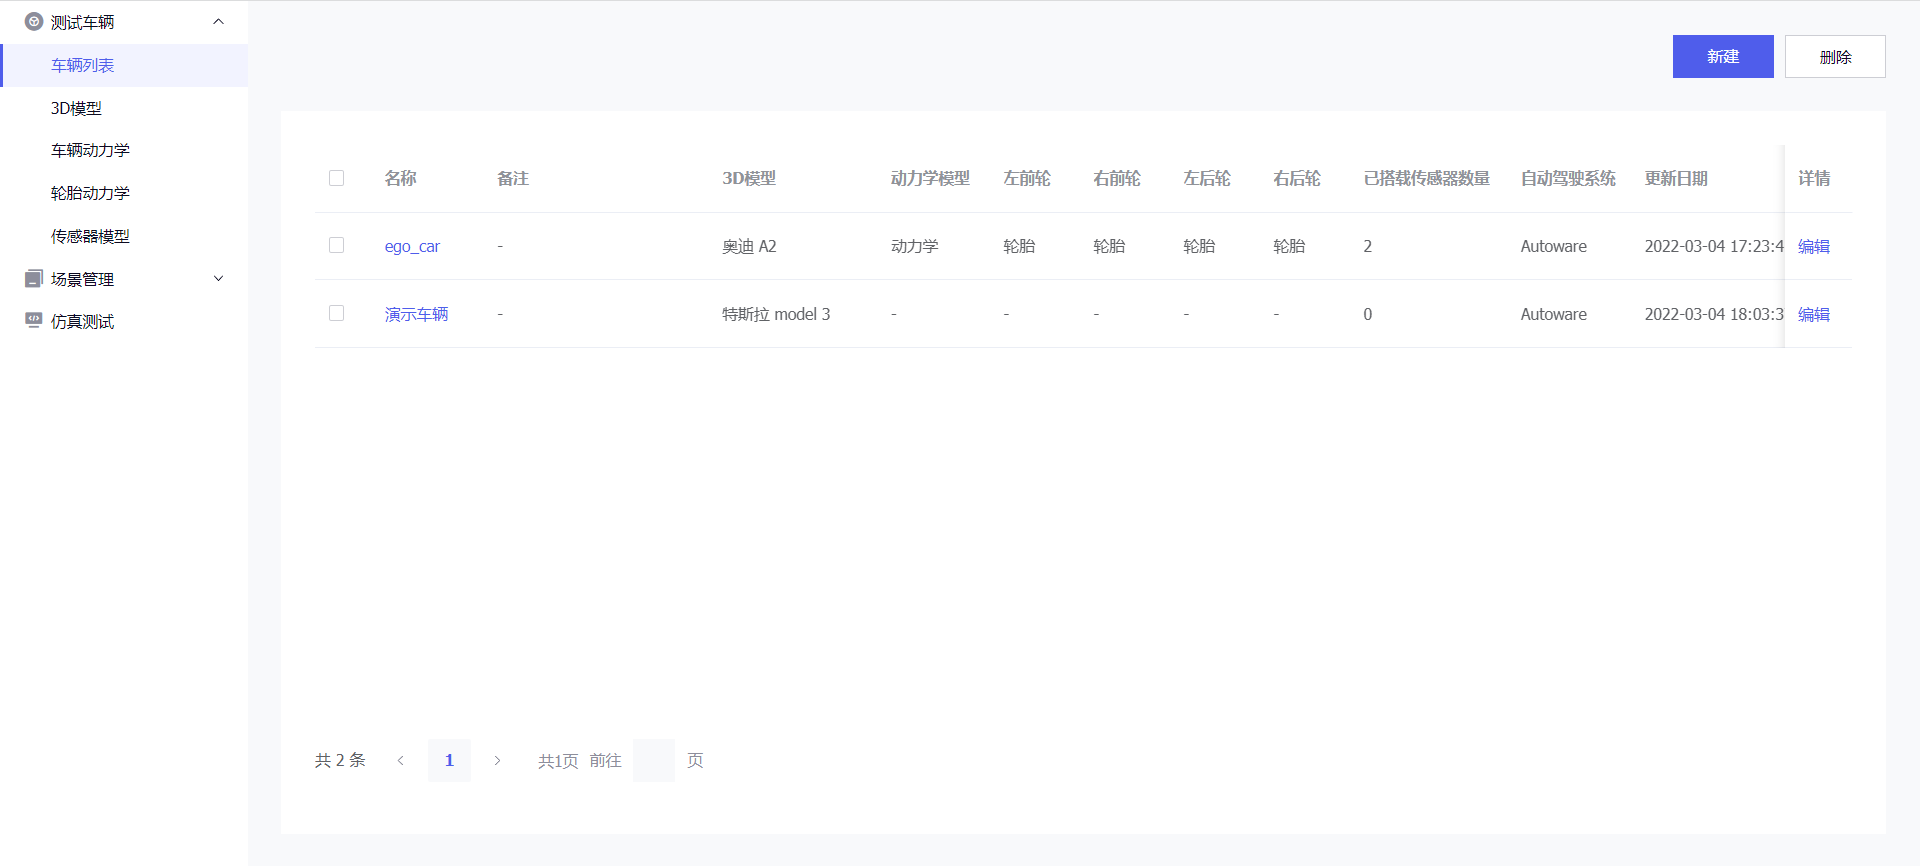 测试车辆
车辆列表
3D模型
车辆动力学
轮胎动力学
传感器模型
场景管理
仿真测试
新建 删除
名称 备注 3D模型 动力学模型 左前轮 右前轮 左后轮 右后轮 已搭载传感器数量 自动驾驶系统 更新日期 详情
ego_car - 奥迪 A2 动力学 轮胎 轮胎 轮胎 轮胎 2 Autoware 2022-03-04 17:23:4 编辑
演示车辆 - 特斯拉 model 3 - - - - - 0 Autoware 2022-03-04 18:03:3 编辑
共 2 条 < 1 > 共1页 前往 页